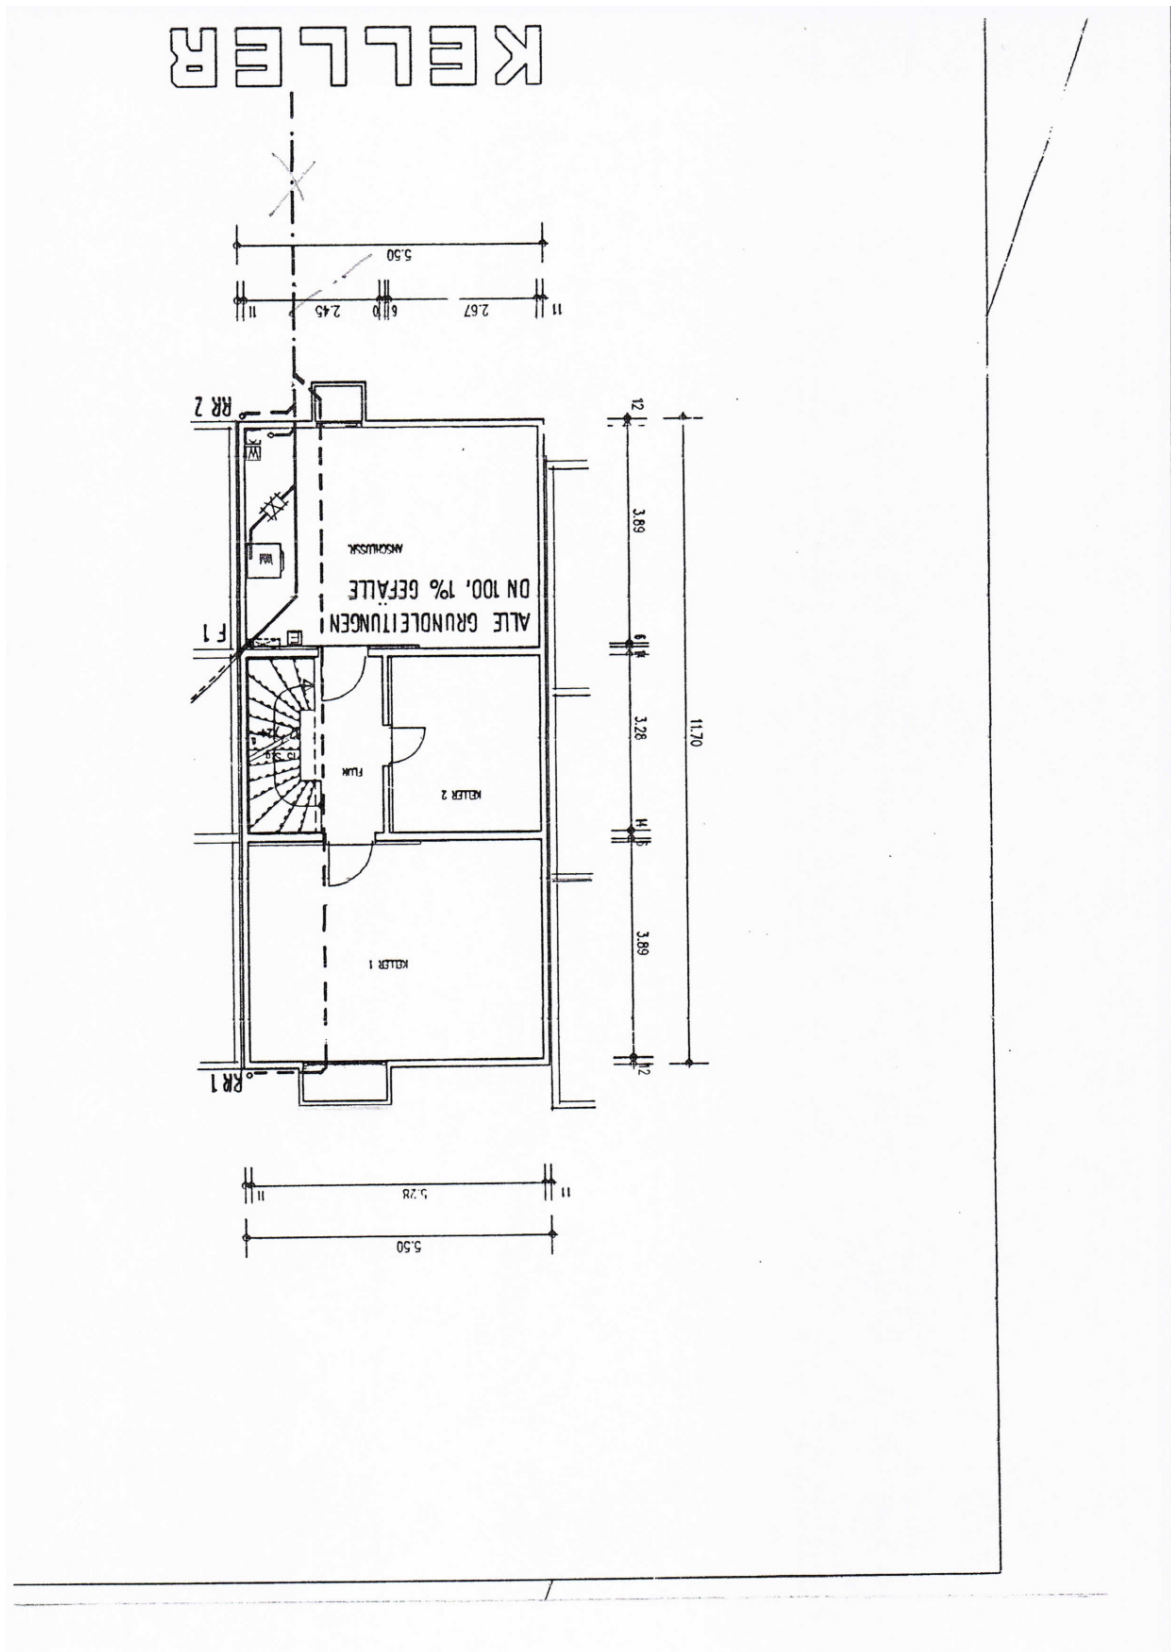 5.50
11 5.28 11
RR 1
12
3.89
KELLER 1
14
KELLER 2
FLUR
3.28
11.70
6
F 1
ALLE GRUNDLEITUNGEN
DN 100, 1% GEFÄLLE
ANSCHLUSSR.
WM
3.89
RR 2
12
11 2.67 6 2.45 11
5.50
KELLER